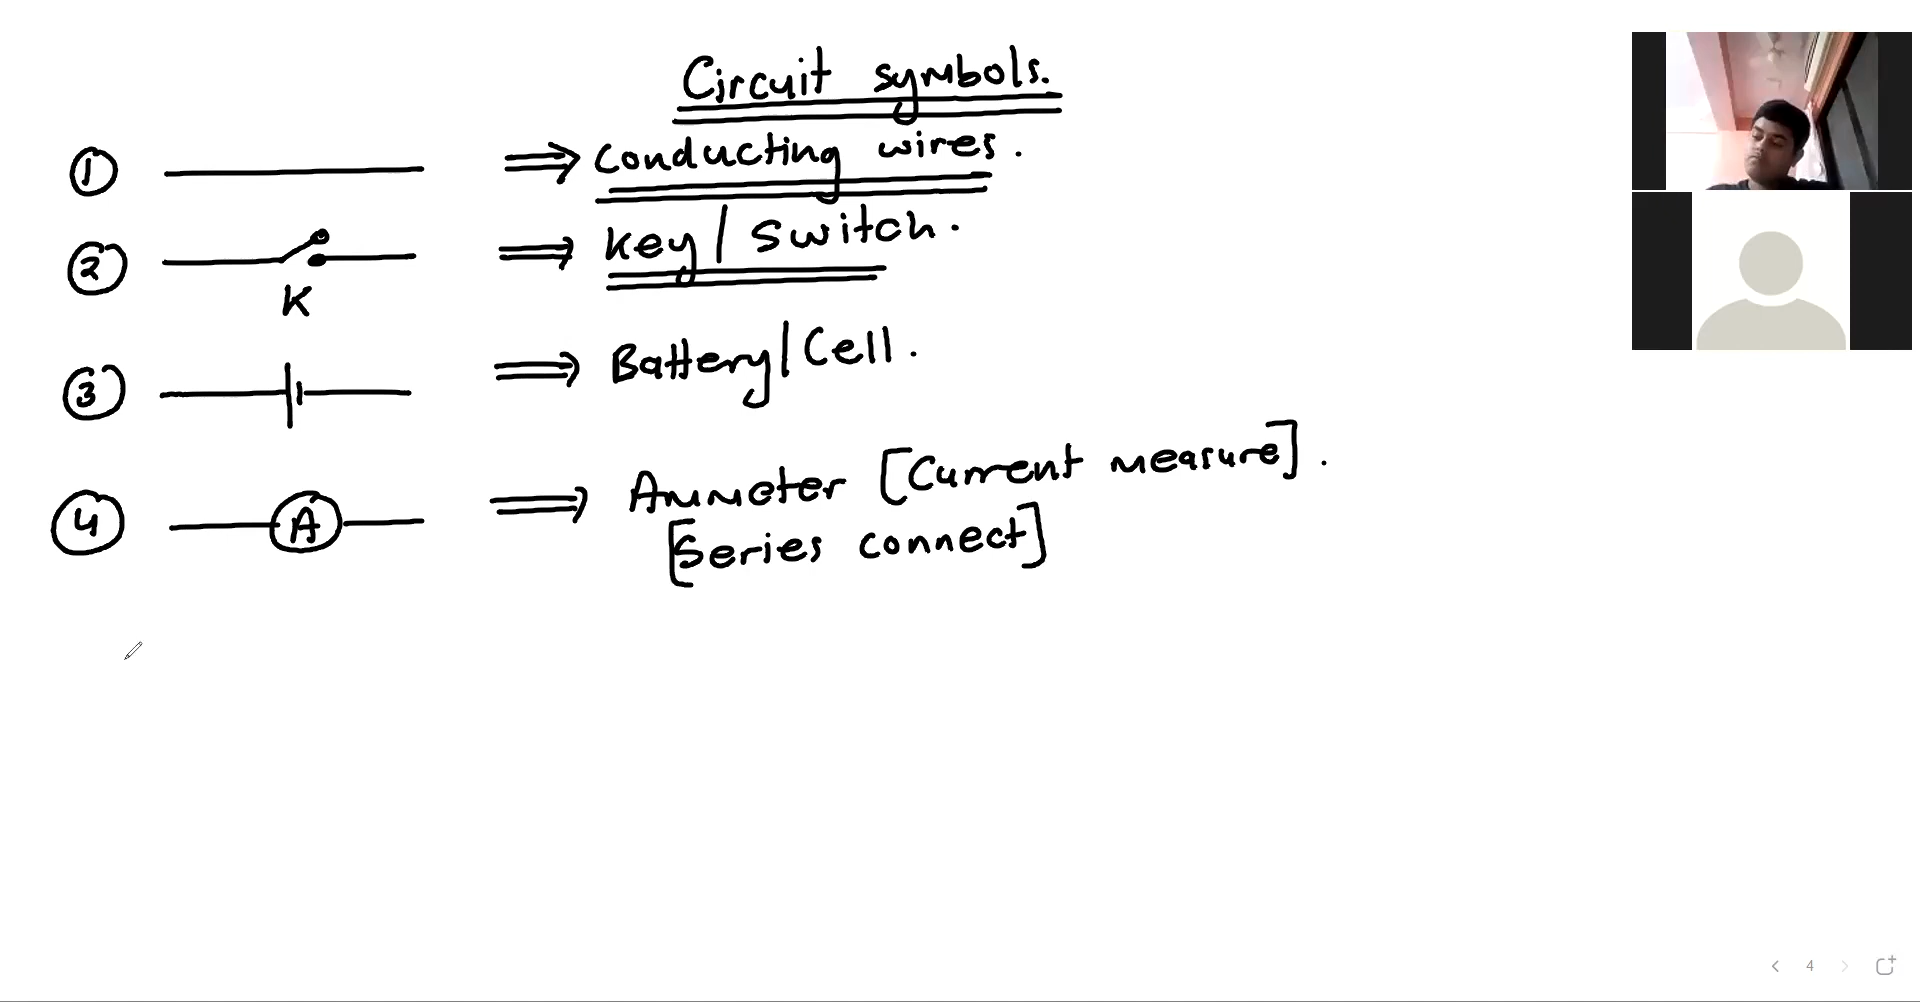 Circuit symbols.
1 ⇒ Conducting wires.
2 K ⇒ Key / Switch.
3 ⇒ Battery / Cell.
4 A ⇒ Ammeter [Current measure].
[Series connect]
4